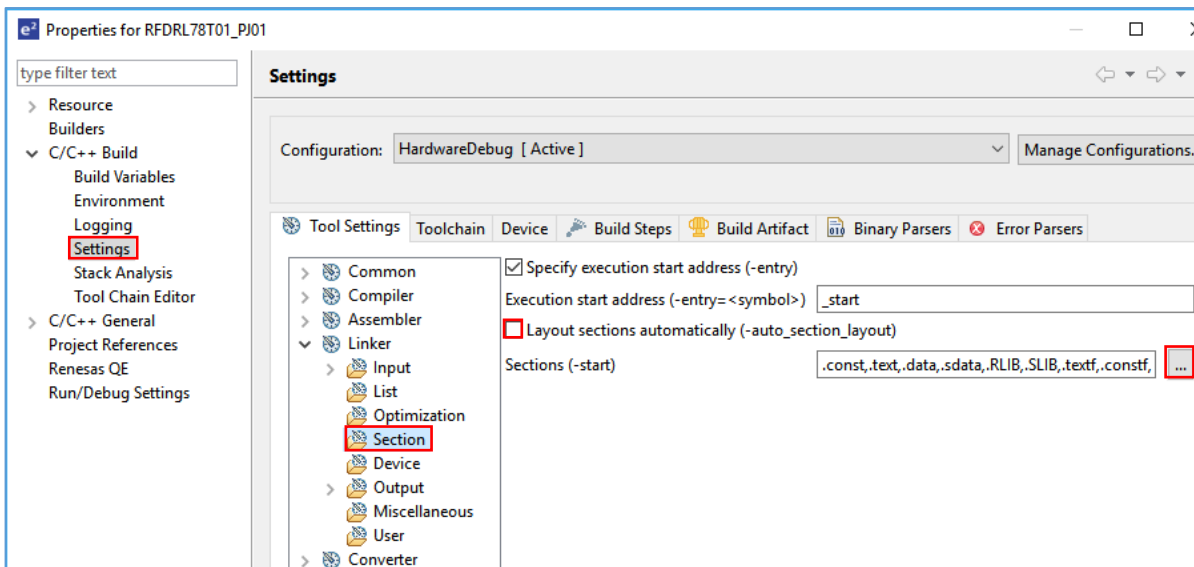 e² Properties for RFDRL78T01_PJ01
type filter text
Resource
Builders
C/C++ Build
Build Variables
Environment
Logging
Settings
Stack Analysis
Tool Chain Editor
C/C++ General
Project References
Renesas QE
Run/Debug Settings
Settings
Configuration: HardwareDebug [ Active ] Manage Configurations.
Tool Settings Toolchain Device Build Steps Build Artifact Binary Parsers Error Parsers
Common
Compiler
Assembler
Linker
Input
List
Optimization
Section
Device
Output
Miscellaneous
User
Converter
Specify execution start address (-entry)
Execution start address (-entry=<symbol>) _start
Layout sections automatically (-auto_section_layout)
Sections (-start) .const,.text,.data,.sdata,.RLIB,.SLIB,.textf,.constf, ...